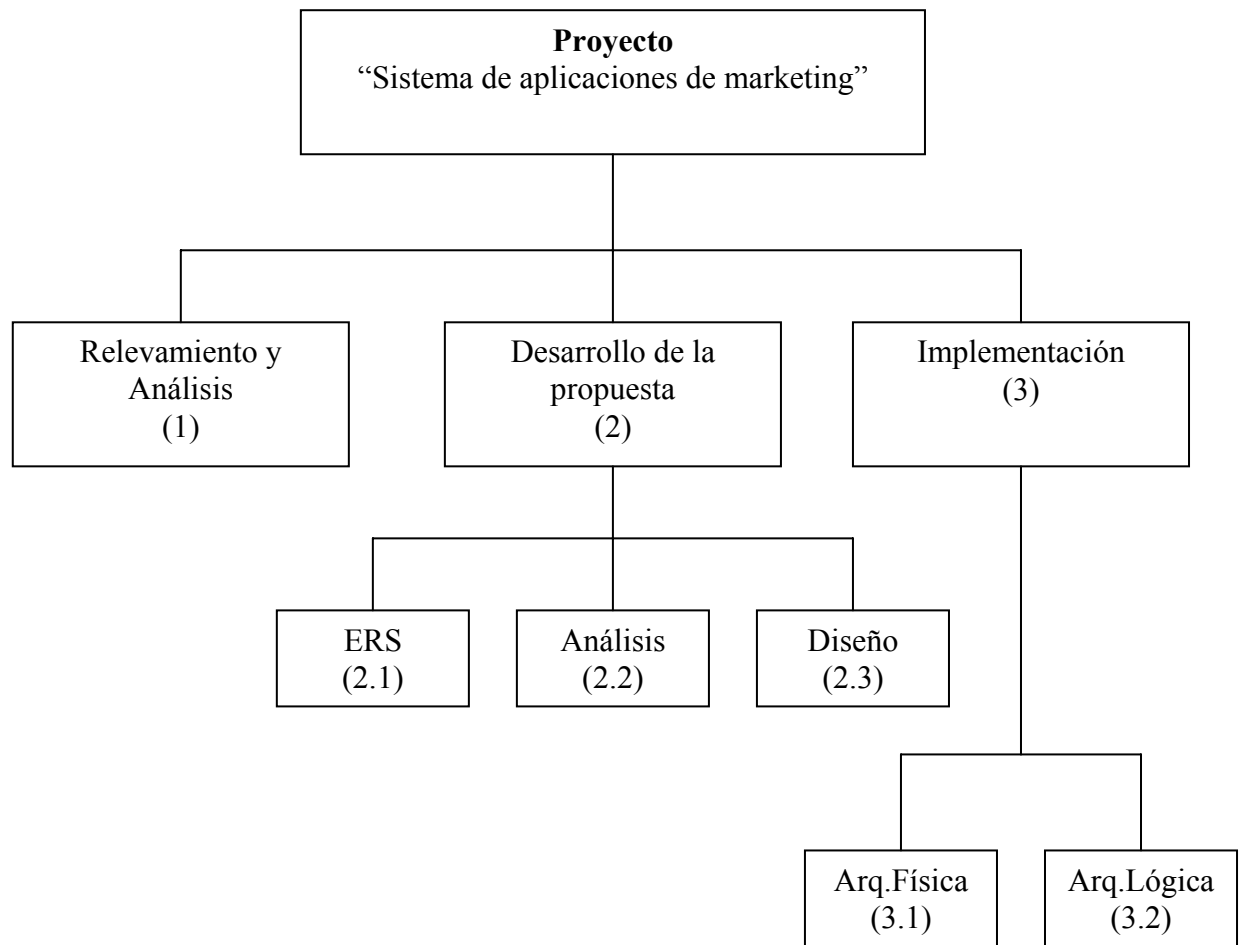 Proyecto
“Sistema de aplicaciones de marketing”
Relevamiento y
Análisis
(1)
Desarrollo de la
propuesta
(2)
Implementación
(3)
ERS
(2.1)
Análisis
(2.2)
Diseño
(2.3)
Arq.Física
(3.1)
Arq.Lógica
(3.2)